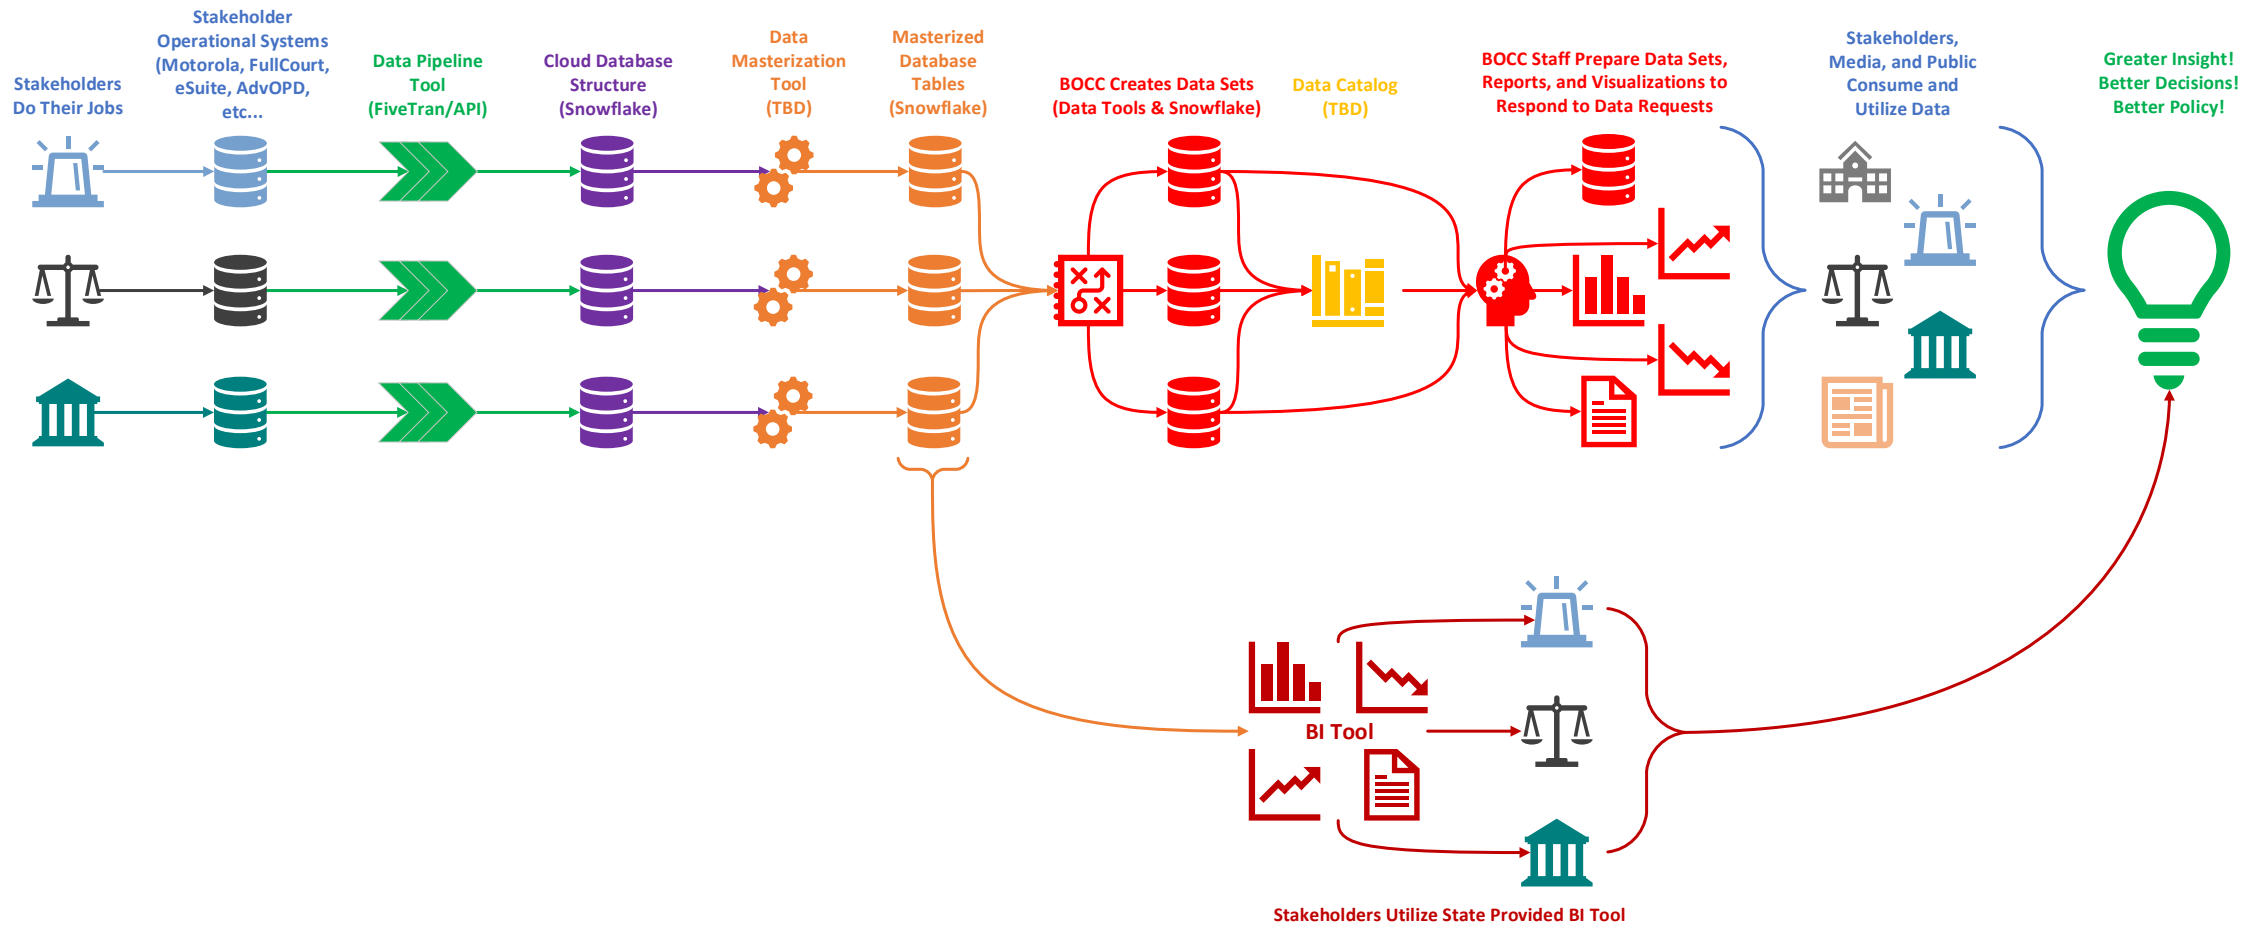 Stakeholders
Do Their Jobs
Stakeholder
Operational Systems
(Motorola, FullCourt,
eSuite, AdvOPD,
etc...
Data Pipeline
Tool
(FiveTran/API)
Cloud Database
Structure
(Snowflake)
Data
Masterization
Tool
(TBD)
Masterized
Database
Tables
(Snowflake)
BOCC Creates Data Sets
(Data Tools & Snowflake)
Data Catalog
(TBD)
BOCC Staff Prepare Data Sets,
Reports, and Visualizations to
Respond to Data Requests
Stakeholders,
Media, and Public
Consume and
Utilize Data
Greater Insight!
Better Decisions!
Better Policy!
BI Tool
Stakeholders Utilize State Provided BI Tool